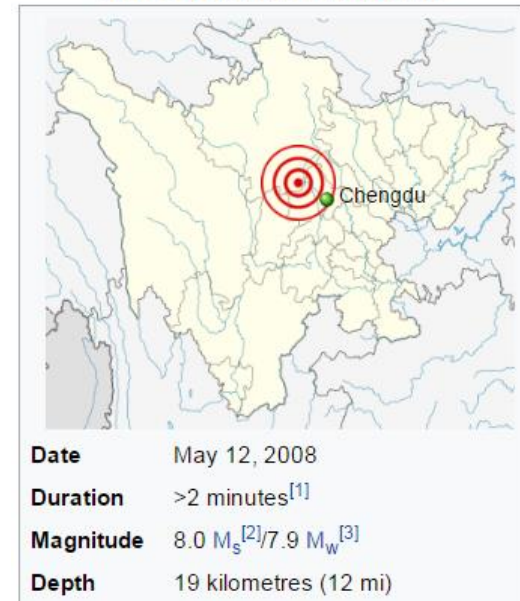 Chengdu
Date May 12, 2008
Duration >2 minutes[1]
Magnitude 8.0 Ms[2]/7.9 Mw[3]
Depth 19 kilometres (12 mi)